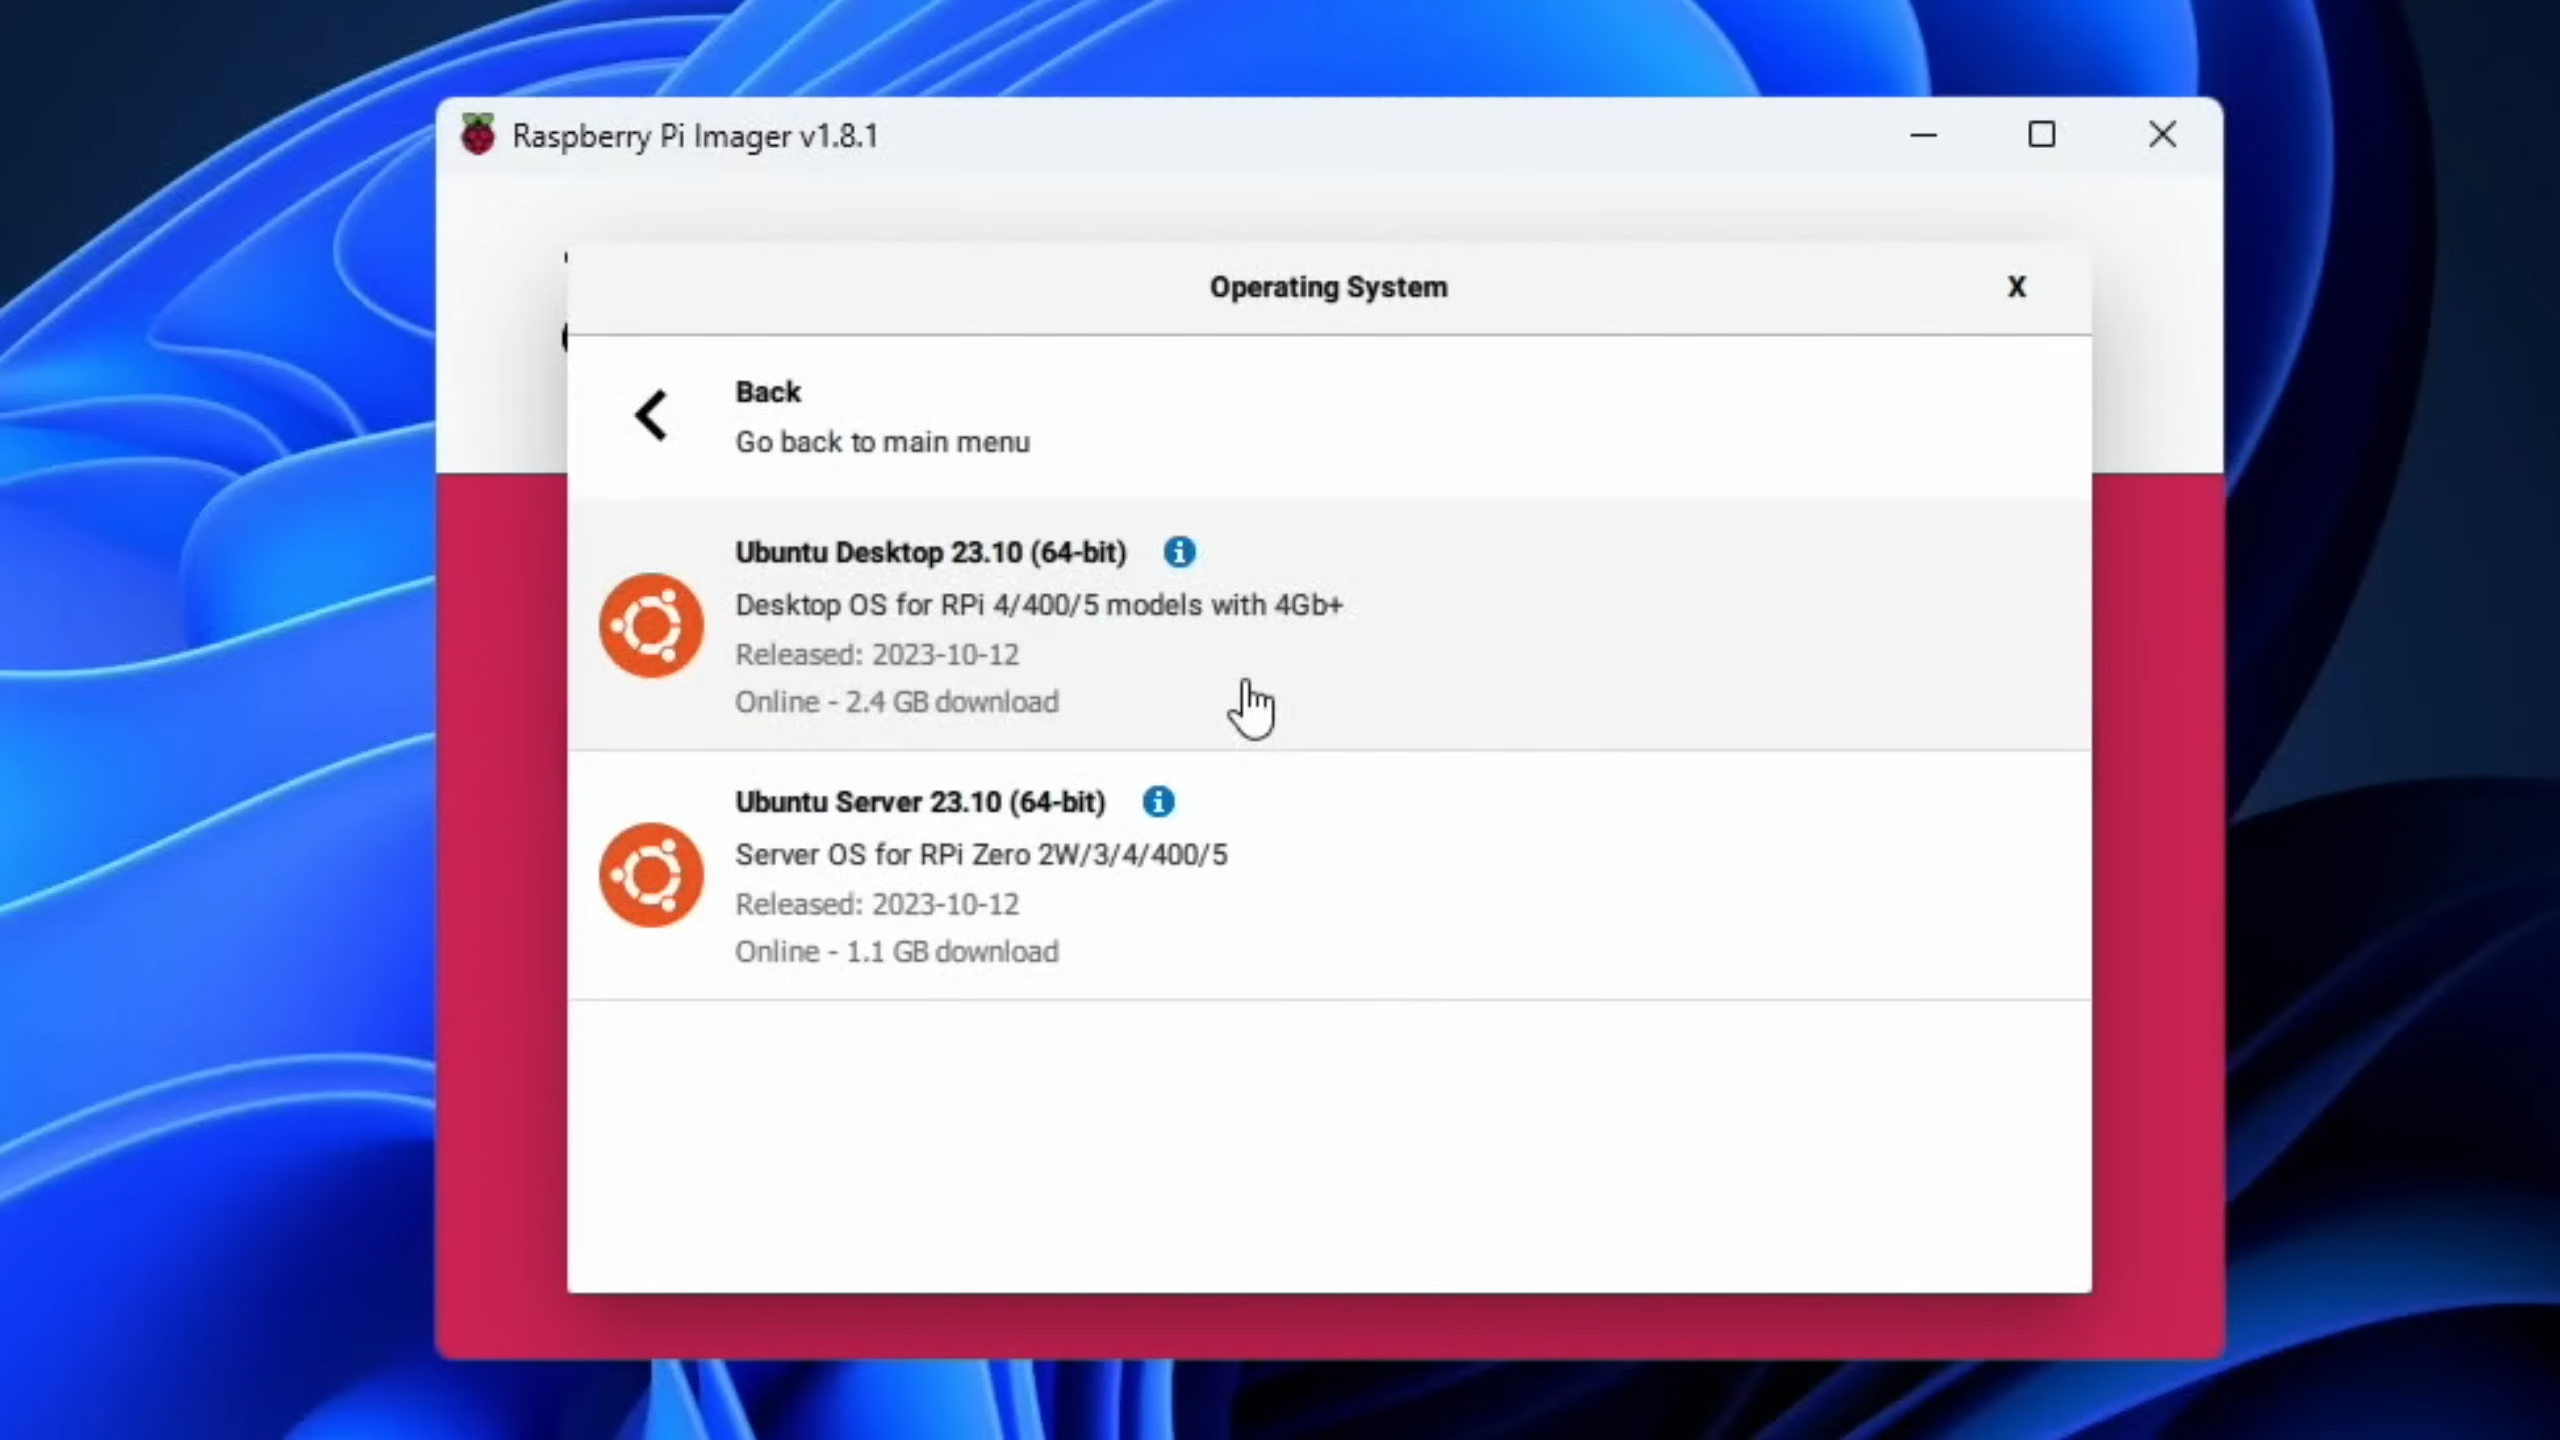 Raspberry Pi Imager v1.8.1
Operating System
X
Back
Go back to main menu
Ubuntu Desktop 23.10 (64-bit)
Desktop OS for RPi 4/400/5 models with 4Gb+
Released: 2023-10-12
Online - 2.4 GB download
Ubuntu Server 23.10 (64-bit)
Server OS for RPi Zero 2W/3/4/400/5
Released: 2023-10-12
Online - 1.1 GB download